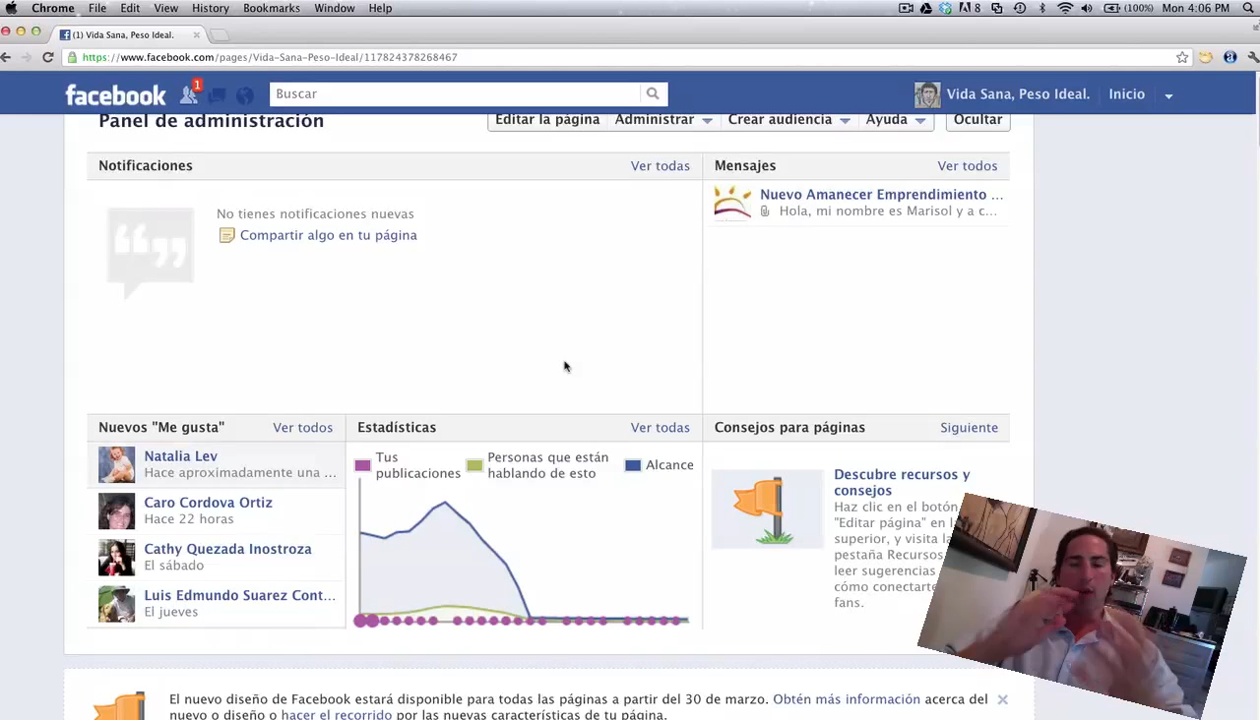 Chrome File Edit View History Bookmarks Window Help 8 (100%) Mon 4:06 PM
(1) Vida Sana, Peso Ideal.
https://www.facebook.com/pages/Vida-Sana-Peso-Ideal/117824378268467
facebook 1 Buscar Vida Sana, Peso Ideal. Inicio
Panel de administración Editar la página Administrar Crear audiencia Ayuda Ocultar
Notificaciones Ver todas Mensajes Ver todos
No tienes notificaciones nuevas
Compartir algo en tu página
Nuevo Amanecer Emprendimiento ...
Hola, mi nombre es Marisol y a c...
Nuevos "Me gusta" Ver todos Estadísticas Ver todas Consejos para páginas Siguiente
Natalia Lev
Hace aproximadamente una ...
Caro Cordova Ortiz
Hace 22 horas
Cathy Quezada Inostroza
El sábado
Luis Edmundo Suarez Cont...
El jueves
Tus
publicaciones
Personas que están
hablando de esto
Alcance
Descubre recursos y
consejos
Haz clic en el botón
"Editar página" en l
superior, y visita la
pestaña Recursos
leer sugerencias
cómo conectarte
fans.
El nuevo diseño de Facebook estará disponible para todas las páginas a partir del 30 de marzo. Obtén más información acerca del
nuevo o diseño o hacer el recorrido por las nuevas características de tu página.